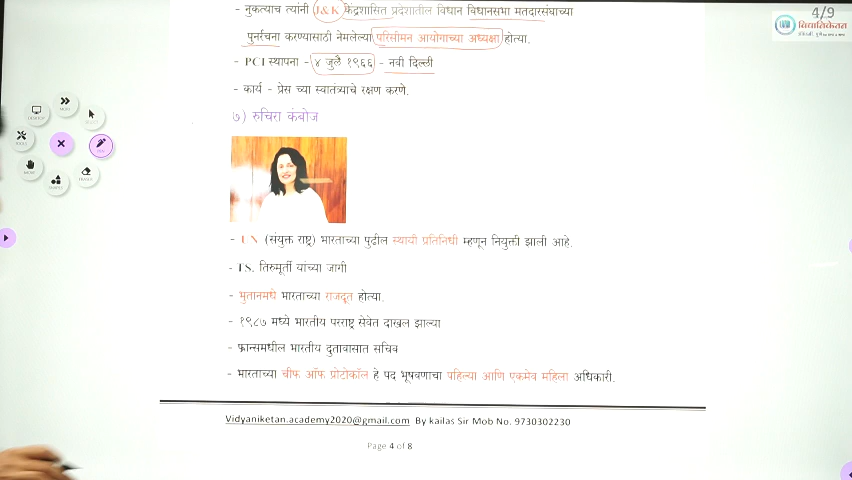 - नुकत्याच त्यांनी J&K केंद्रशासित प्रदेशातील विधान विधानसभा मतदारसंघाच्या
4/9
पुनर्रचना करण्यासाठी नेमलेल्या परिसीमन आयोगाच्या अध्यक्षा होत्या.
विद्यानिकेतन
- PCI स्थापना - ४ जुलै १९६६ - नवी दिल्ली
- कार्य - प्रेस च्या स्वातंत्र्याचे रक्षण करणे.
७) रुचिरा कंबोज
- UN (संयुक्त राष्ट्र) भारताच्या पुढील स्थायी प्रतिनिधी म्हणून नियुक्ती झाली आहे.
- TS. तिरुमूर्ती यांच्या जागी
- भुतानमधे भारताच्या राजदूत होत्या.
- १९८७ मध्ये भारतीय परराष्ट्र सेवेत दाखल झाल्या
- फ्रान्समधील भारतीय दुतावासात सचिव
- भारताच्या चीफ ऑफ प्रोटोकॉल हे पद भूषवणाचा पहिल्या आणि एकमेव महिला अधिकारी.
Vidyaniketan.academy2020@gmail.com By kailas Sir Mob No. 9730302230
Page 4 of 8